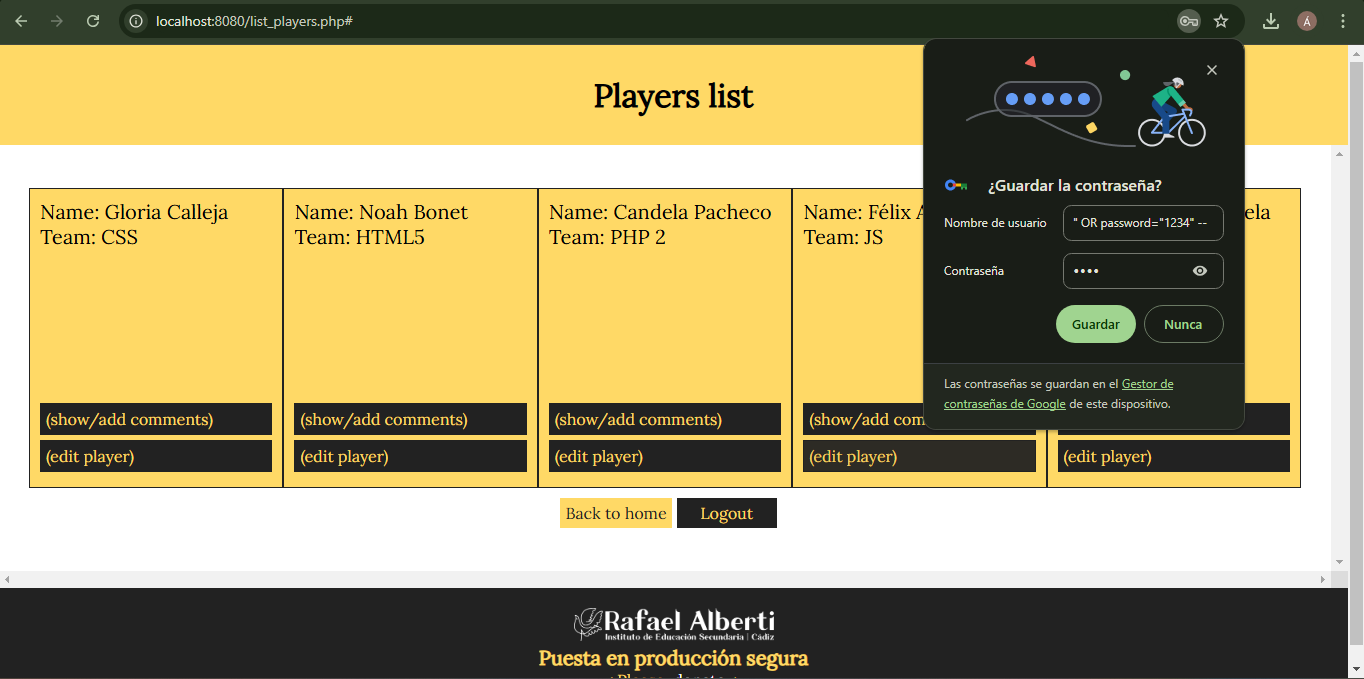 localhost:8080/list_players.php#
Á
Players list
¿Guardar la contraseña?
Nombre de usuario
" OR password="1234" --
Contraseña
••••
Guardar
Nunca
Las contraseñas se guardan en el Gestor de
contraseñas de Google de este dispositivo.
Name: Gloria Calleja
Team: CSS
(show/add comments)
(edit player)
Name: Noah Bonet
Team: HTML5
(show/add comments)
(edit player)
Name: Candela Pacheco
Team: PHP 2
(show/add comments)
(edit player)
Name: Félix
Team: JS
(show/add com
(edit player)
ela
(edit player)
Back to home
Logout
Rafael Alberti
Instituto de Educación Secundaria | Cádiz
Puesta en producción segura